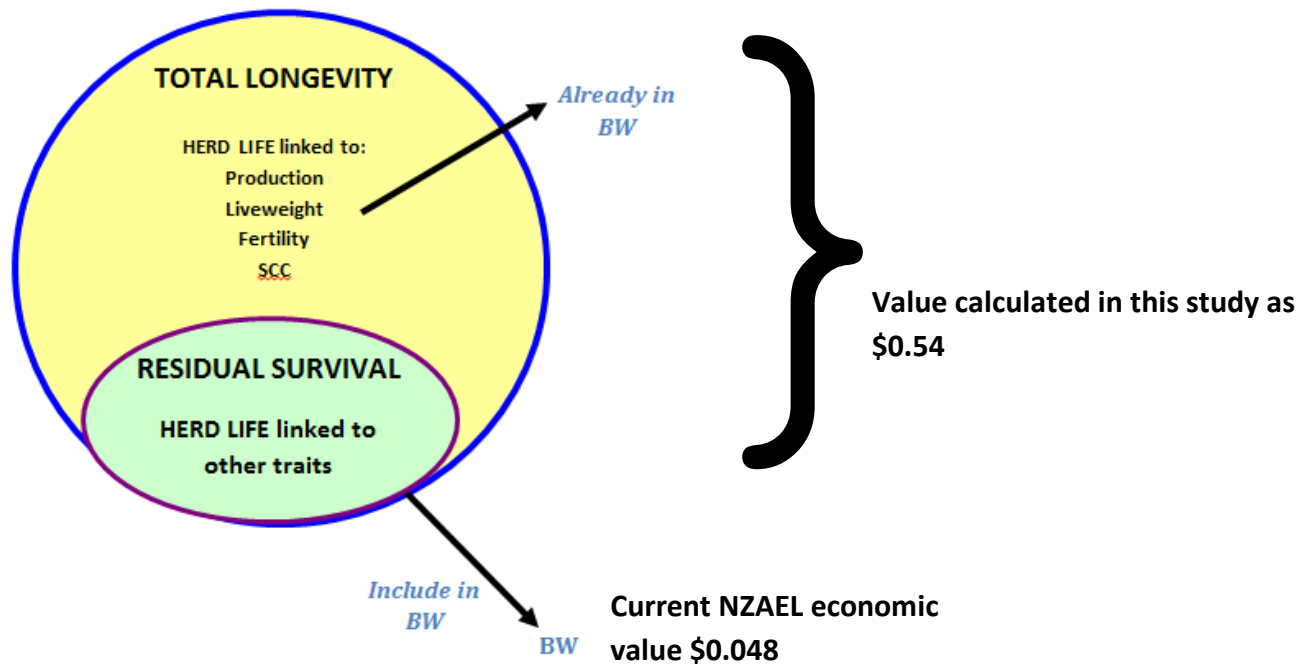 TOTAL LONGEVITY
HERD LIFE linked to:
Production
Liveweight
Fertility
SCC
Already in
BW
Value calculated in this study as
$0.54
RESIDUAL SURVIVAL
HERD LIFE linked to
other traits
Include in
BW
BW
Current NZAEL economic
value $0.048